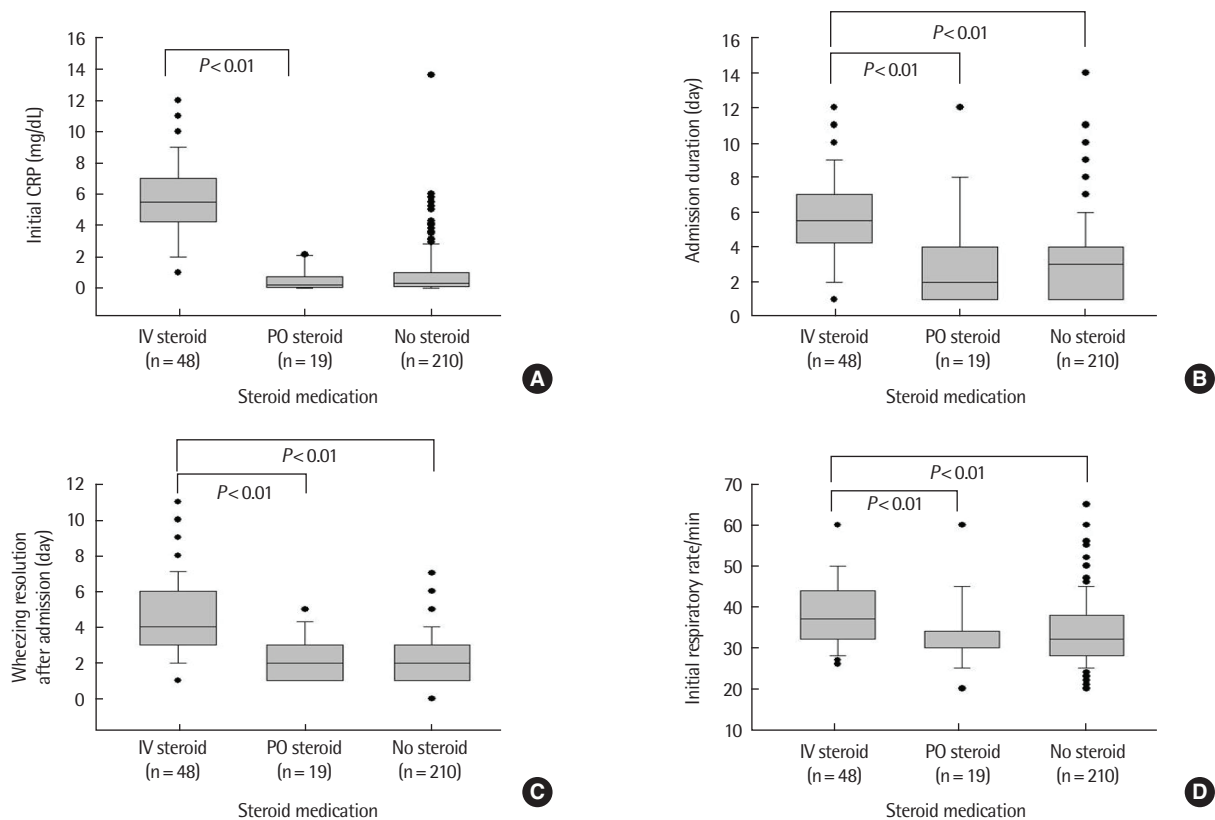 P< 0.01
16
14
12
10
8
6
4
2
0
Initial CRP (mg/dL)
IV steroid
(n = 48)
PO steroid
(n = 19)
No steroid
(n = 210)
Steroid medication
A
P< 0.01
P< 0.01
16
14
12
10
8
6
4
2
0
Admission duration (day)
IV steroid
(n = 48)
PO steroid
(n = 19)
No steroid
(n = 210)
Steroid medication
B
P< 0.01
P< 0.01
12
10
8
6
4
2
0
Wheezing resolution
after admission (day)
IV steroid
(n = 48)
PO steroid
(n = 19)
No steroid
(n = 210)
Steroid medication
C
P< 0.01
P< 0.01
70
60
50
40
30
20
10
Initial respiratory rate/min
IV steroid
(n = 48)
PO steroid
(n = 19)
No steroid
(n = 210)
Steroid medication
D